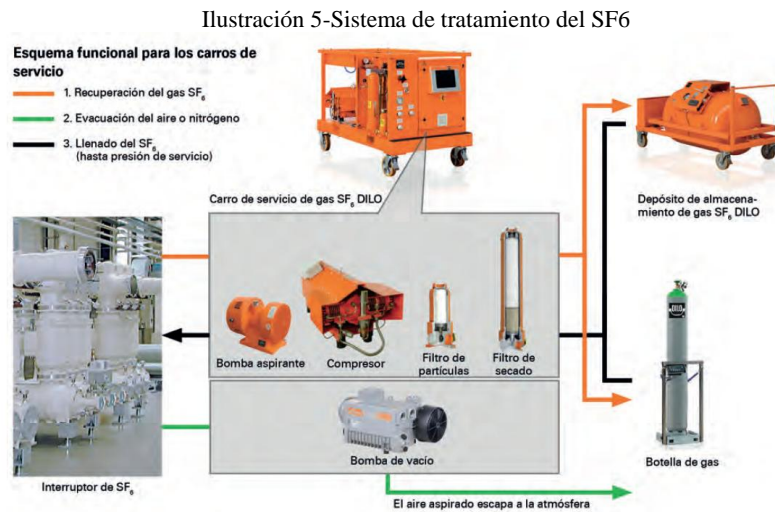 Ilustración 5-Sistema de tratamiento del SF6
Esquema funcional para los carros de
servicio
1. Recuperación del gas SF₆
2. Evacuación del aire o nitrógeno
3. Llenado del SF₆
(hasta presión de servicio)
Carro de servicio de gas SF₆ DILO
Depósito de almacena-
miento de gas SF₆ DILO
Bomba aspirante
Compresor
Filtro de
partículas
Filtro de
secado
DILO
Bomba de vacío
Botella de gas
Interruptor de SF₆
El aire aspirado escapa a la atmósfera